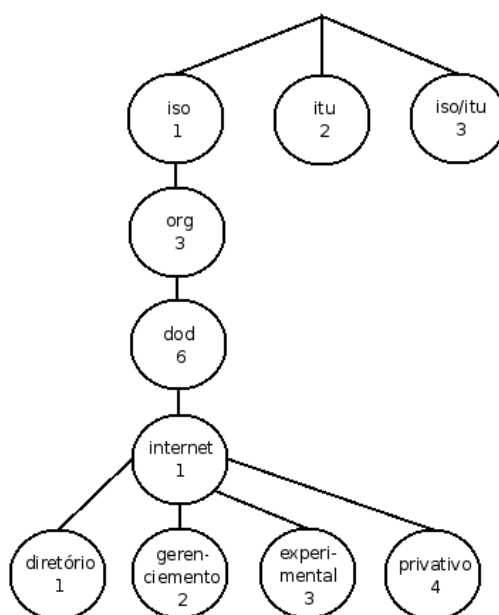 iso
1
itu
2
iso/itu
3
org
3
dod
6
internet
1
diretório
1
geren-
ciemento
2
experi-
mental
3
privativo
4